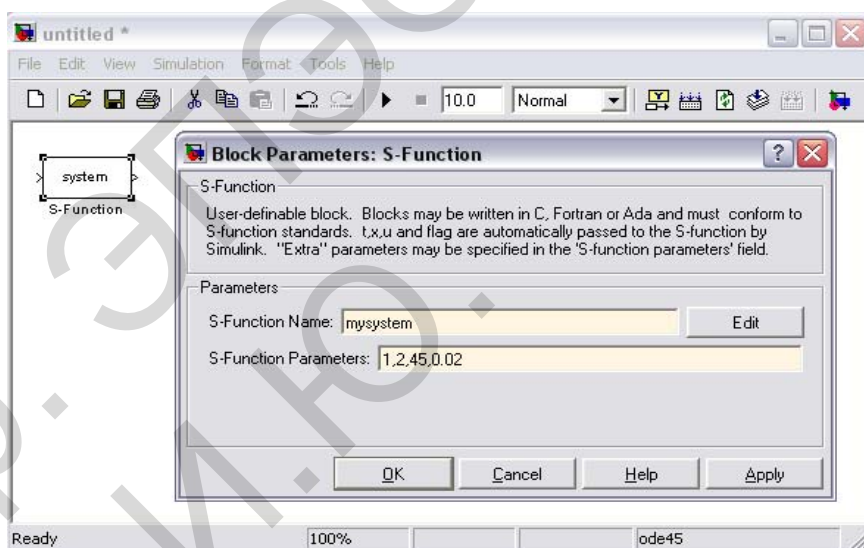 untitled *
File Edit View Simulation Format Tools Help
10.0 Normal
system
S-Function
Block Parameters: S-Function
S-Function
User-definable block. Blocks may be written in C, Fortran or Ada and must conform to
S-function standards. t,x,u and flag are automatically passed to the S-function by
Simulink. "Extra" parameters may be specified in the 'S-function parameters' field.
Parameters
S-Function Name: mysystem Edit
S-Function Parameters: 1,2,45,0.02
OK Cancel Help Apply
Ready 100% ode45
И.Ю.